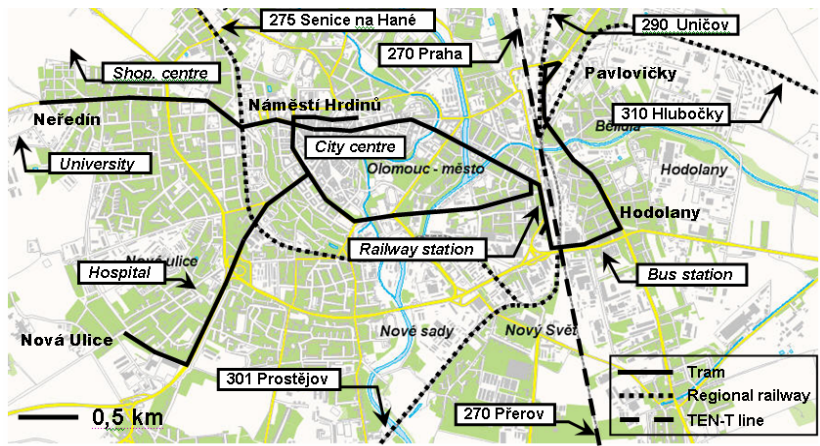 275 Senice na Hané
290 Uničov
270 Praha
Shop. centre
Pavlovičky
Náměstí Hrdinů
310 Hlubočky
Neředín
Bělidla
City centre
University
Olomouc - město
Hodolany
Hodolany
Railway station
Nová ulice
Hospital
Bus station
Nové sady
Nový Svět
Nová Ulice
301 Prostějov
270 Přerov
Tram
Regional railway
TEN-T line
0,5 km